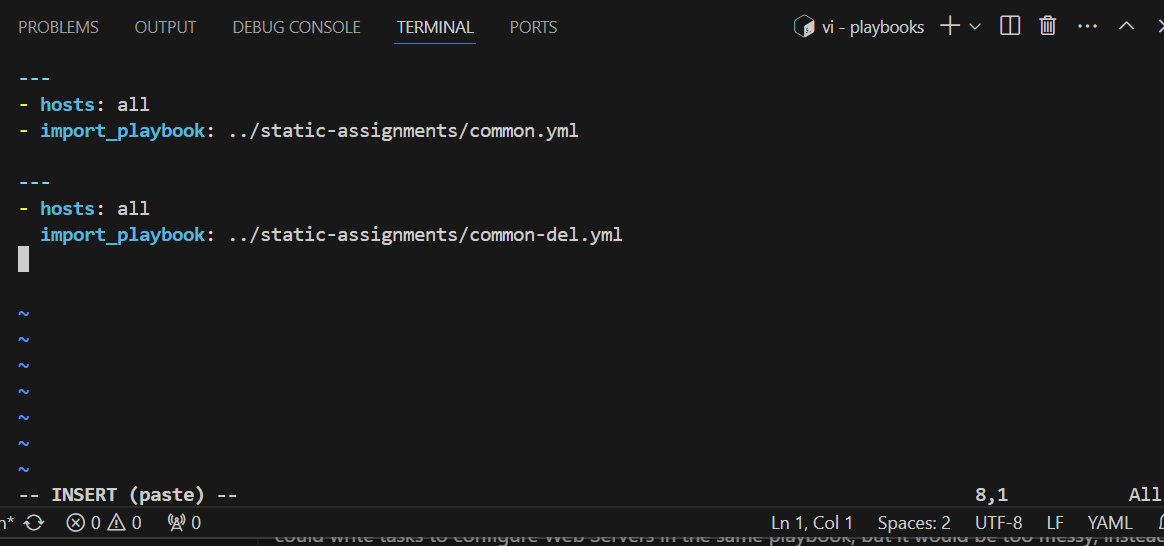 PROBLEMS OUTPUT DEBUG CONSOLE TERMINAL PORTS vi - playbooks
---
- hosts: all
- import_playbook: ../static-assignments/common.yml
---
- hosts: all
  import_playbook: ../static-assignments/common-del.yml
~
~
~
~
~
~
~
-- INSERT (paste) -- 8,1 All
n* 0 0 0 Ln 1, Col 1 Spaces: 2 UTF-8 LF YAML
could write tasks to configure Web Servers in the same playbook, but it would be too messy, instead